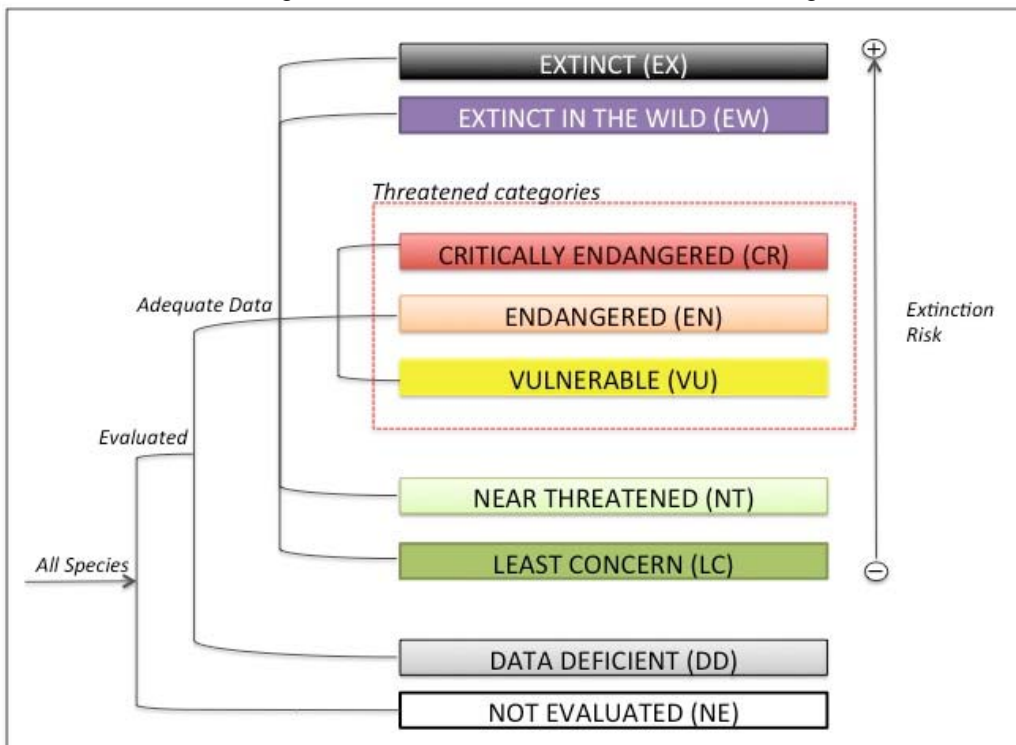 EXTINCT (EX)
EXTINCT IN THE WILD (EW)
Threatened categories
CRITICALLY ENDANGERED (CR)
Adequate Data
ENDANGERED (EN)
Extinction
Risk
VULNERABLE (VU)
Evaluated
NEAR THREATENED (NT)
All Species
LEAST CONCERN (LC)
DATA DEFICIENT (DD)
NOT EVALUATED (NE)